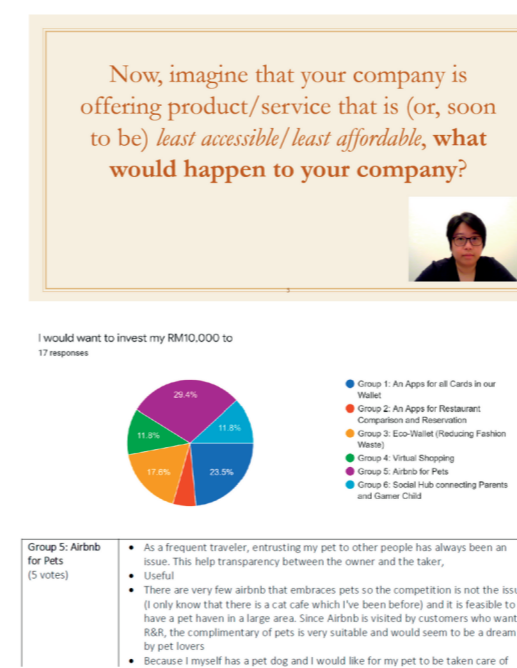 Now, imagine that your company is
offering product/service that is (or, soon
to be) least accessible/least affordable, what
would happen to your company?
I would want to invest my RM10,000 to
17 responses
29.4%
11.8%
11.8%
17.6%
23.5%
Group 1: An Apps for all Cards in our
Wallet
Group 2: An Apps for Restaurant
Comparison and Reservation
Group 3: Eco-Wallet (Reducing Fashion
Waste)
Group 4: Virtual Shopping
Group 5: Airbnb for Pets
Group 6: Social Hub connecting Parents
and Gamer Child
Group 5: Airbnb
for Pets
(5 votes)
• As a frequent traveler, entrusting my pet to other people has always been an
issue. This help transparency between the owner and the taker,
• Useful
• There are very few airbnb that embraces pets so the competition is not the issu
(I only know that there is a cat cafe which I've been before) and it is feasible to
have a pet haven in a large area. Since Airbnb is visited by customers who want
R&R, the complimentary of pets is very suitable and would seem to be a dream
by pet lovers
• Because I myself has a pet dog and I would like for my pet to be taken care of